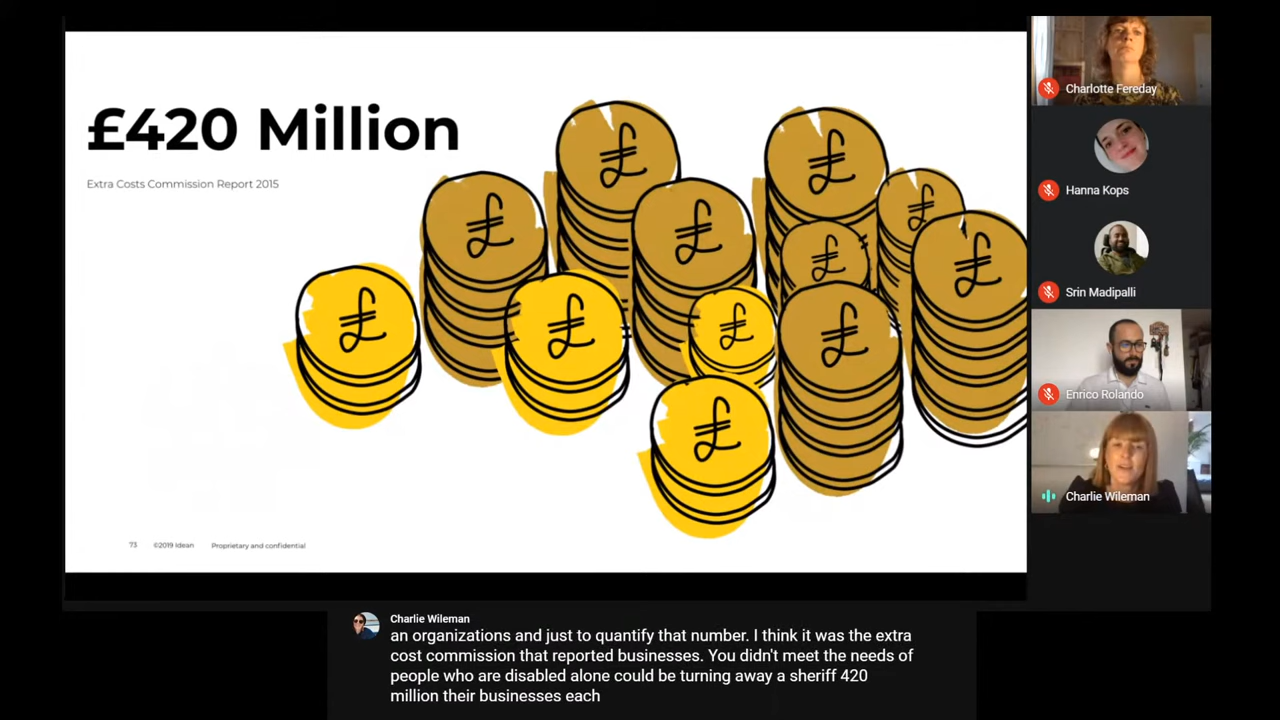 £420 Million
Extra Costs Commission Report 2015
£
£
£
£
£
£
£
£
£
£
£
73 ©2019 Idean Proprietary and confidential
Charlotte Fereday
Hanna Kops
Srin Madipalli
Enrico Rolando
Charlie Wileman
Charlie Wileman
an organizations and just to quantify that number. I think it was the extra
cost commission that reported businesses. You didn't meet the needs of
people who are disabled alone could be turning away a sheriff 420
million their businesses each